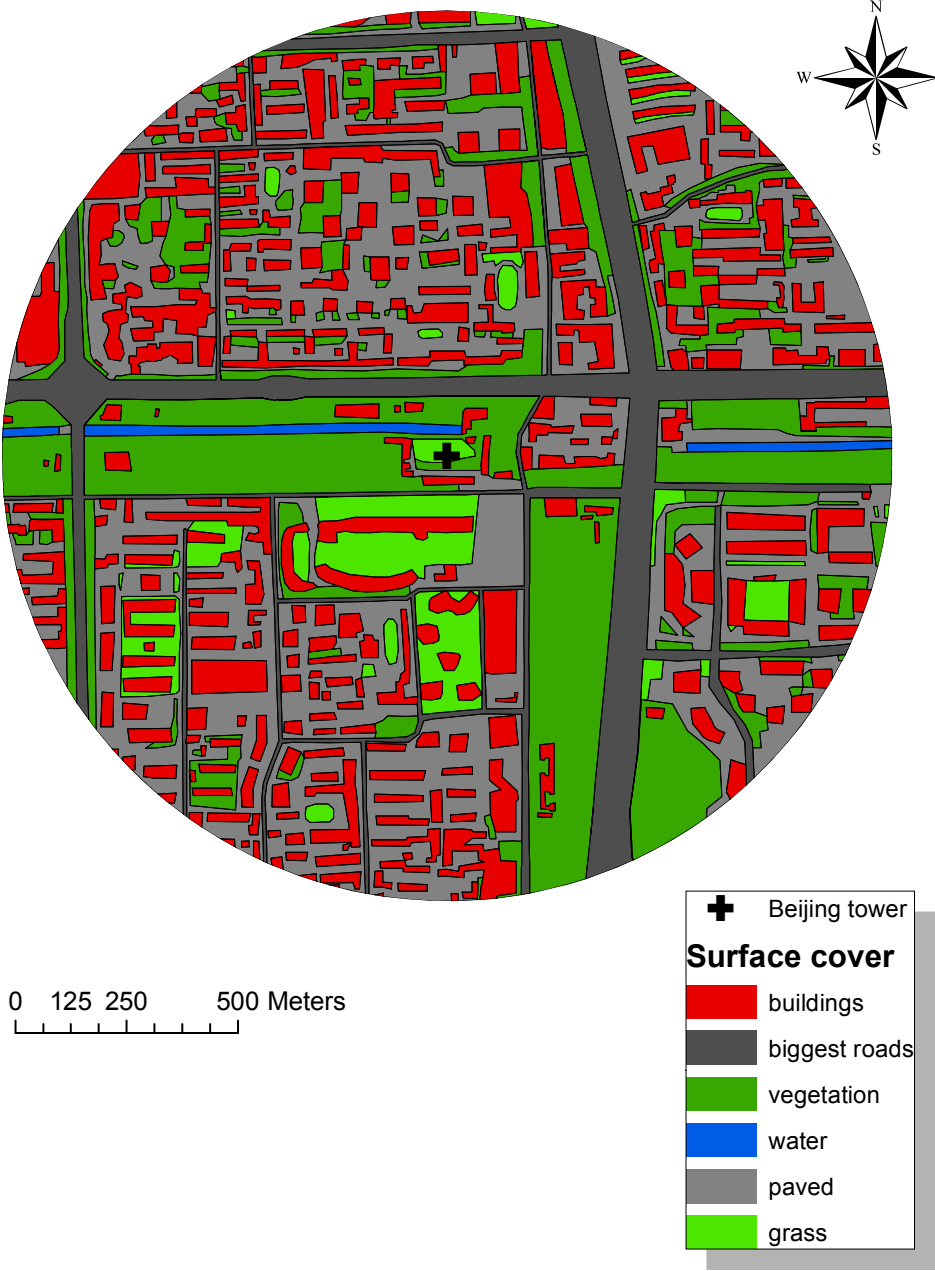 N
W
S
Beijing tower
Surface cover
buildings
biggest roads
vegetation
water
paved
grass
0 125 250 500 Meters